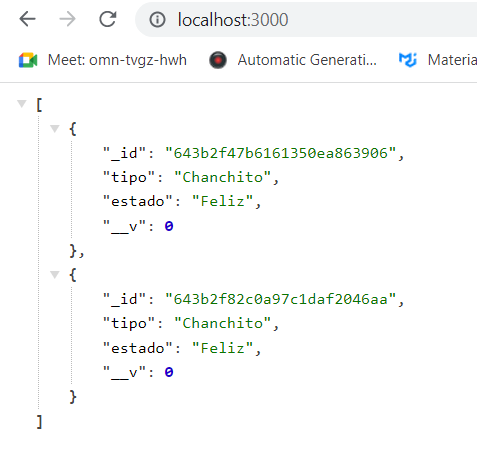 localhost:3000
Meet: omn-tvgz-hwh Automatic Generati... Materia
[
{
"_id": "643b2f47b6161350ea863906",
"tipo": "Chanchito",
"estado": "Feliz",
"__v": 0
},
{
"_id": "643b2f82c0a97c1daf2046aa",
"tipo": "Chanchito",
"estado": "Feliz",
"__v": 0
}
]